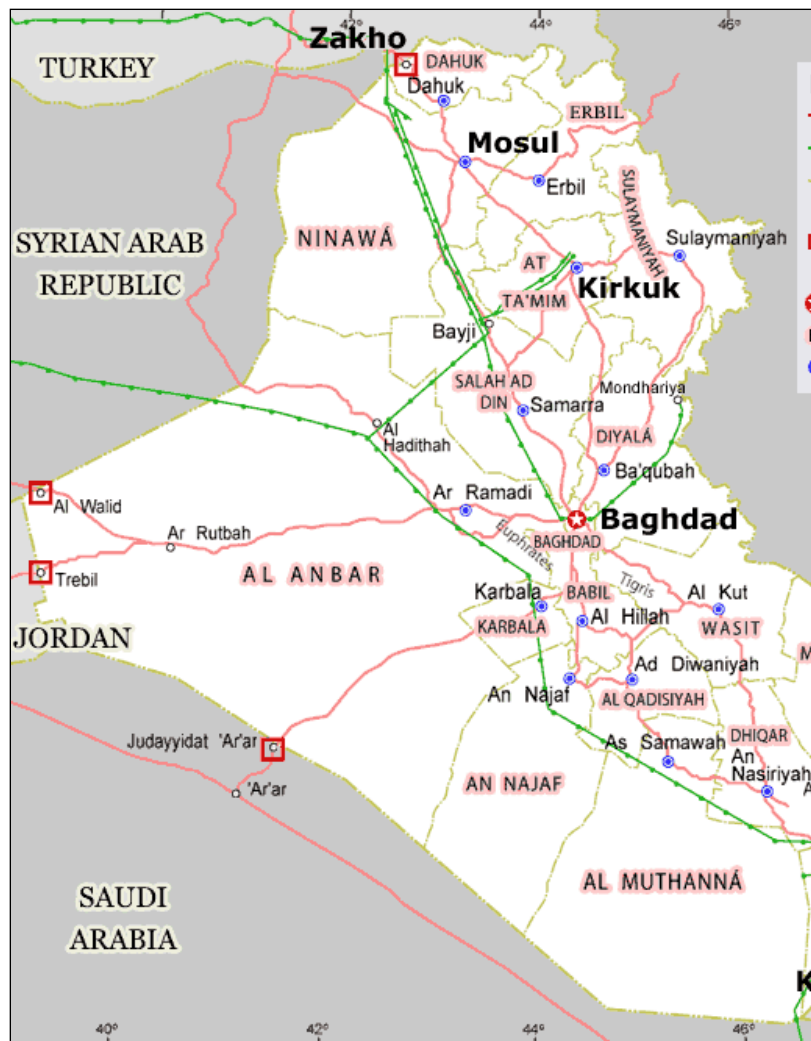 42°
44°
46°
Zakho
TURKEY
DAHUK
Dahuk
ERBIL
Mosul
Erbil
SULAYMANIYAH
NINAWÁ
SYRIAN ARAB
REPUBLIC
Sulaymaniyah
AT
TA'MIM
Kirkuk
Bayji
SALAH AD
DIN
Samarra
Mondhariya
Al
Hadithah
DIYALÁ
Ba'qubah
Al Walid
Ar Ramadi
Ar Rutbah
Baghdad
BAGHDAD
Euphrates
Trebil
AL ANBAR
Tigris
Karbala
BABIL
Al Kut
KARBALA
Al Hillah
WASIT
JORDAN
M
Ad Diwaniyah
An Najaf
AL QADISIYAH
Judayyidat 'Ar'ar
As Samawah
DHIQAR
An
Nasiriyah
'Ar'ar
A
AN NAJAF
AL MUTHANNÁ
SAUDI
ARABIA
K
40°
42°
44°
46°